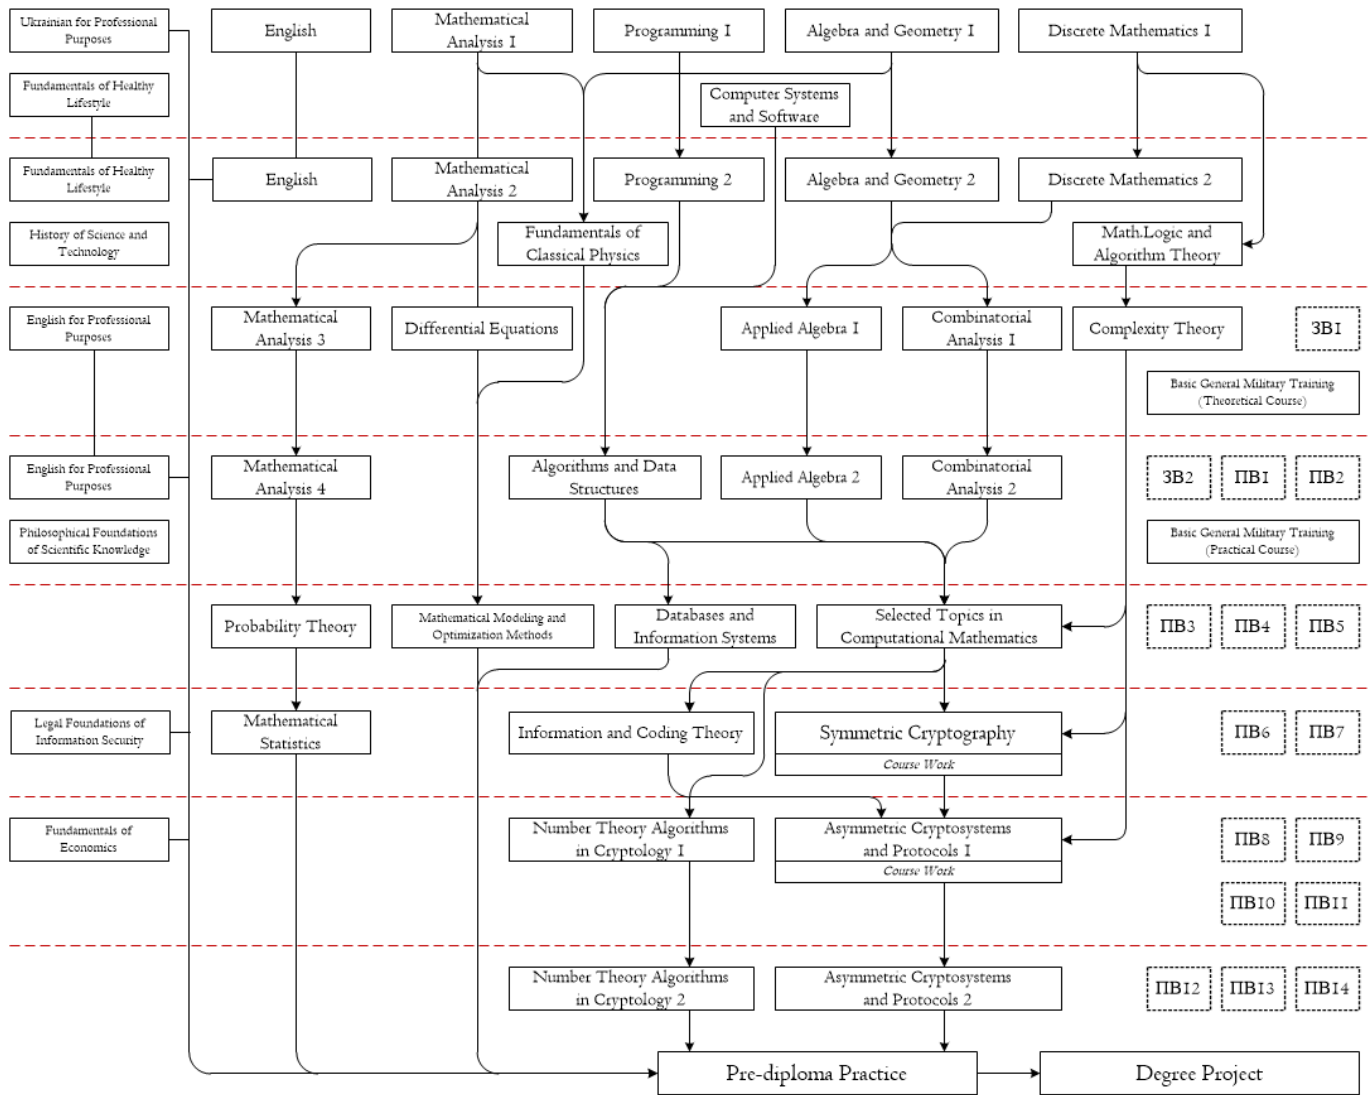 Ukrainian for Professional
Purposes
English
Mathematical
Analysis 1
Programming 1
Algebra and Geometry 1
Discrete Mathematics 1
Fundamentals of Healthy
Lifestyle
Computer Systems
and Software
Fundamentals of Healthy
Lifestyle
English
Mathematical
Analysis 2
Programming 2
Algebra and Geometry 2
Discrete Mathematics 2
History of Science and
Technology
Fundamentals of
Classical Physics
Math.Logic and
Algorithm Theory
English for Professional
Purposes
Mathematical
Analysis 3
Differential Equations
Applied Algebra 1
Combinatorial
Analysis 1
Complexity Theory
ЗВ1
Basic General Military Training
(Theoretical Course)
English for Professional
Purposes
Mathematical
Analysis 4
Algorithms and Data
Structures
Applied Algebra 2
Combinatorial
Analysis 2
ЗВ2
ПВ1
ПВ2
Philosophical Foundations
of Scientific Knowledge
Basic General Military Training
(Practical Course)
Probability Theory
Mathematical Modeling and
Optimization Methods
Databases and
Information Systems
Selected Topics in
Computational Mathematics
ПВ3
ПВ4
ПВ5
Legal Foundations of
Information Security
Mathematical
Statistics
Information and Coding Theory
Symmetric Cryptography
Course Work
ПВ6
ПВ7
Fundamentals of
Economics
Number Theory Algorithms
in Cryptology 1
Asymmetric Cryptosystems
and Protocols 1
Course Work
ПВ8
ПВ9
ПВ10
ПВ11
Number Theory Algorithms
in Cryptology 2
Asymmetric Cryptosystems
and Protocols 2
ПВ12
ПВ13
ПВ14
Pre-diploma Practice
Degree Project